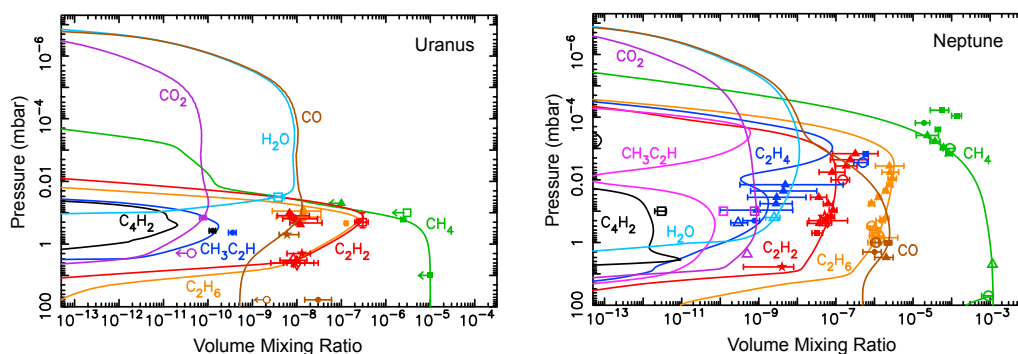 Uranus
Pressure (mbar)
10⁻⁶
10⁻⁴
0.01
1
100
CO₂
CO
H₂O
CH₄
C₄H₂
CH₃C₂H
C₂H₂
C₂H₆
10⁻¹³ 10⁻¹² 10⁻¹¹ 10⁻¹⁰ 10⁻⁹ 10⁻⁸ 10⁻⁷ 10⁻⁶ 10⁻⁵ 10⁻⁴
Volume Mixing Ratio
Neptune
Pressure (mbar)
10⁻⁶
10⁻⁴
0.01
1
100
CO₂
CH₃C₂H
C₂H₄
CH₄
C₄H₂
H₂O
C₂H₂
C₂H₆
CO
10⁻¹³ 10⁻¹¹ 10⁻⁹ 10⁻⁷ 10⁻⁵ 10⁻³
Volume Mixing Ratio